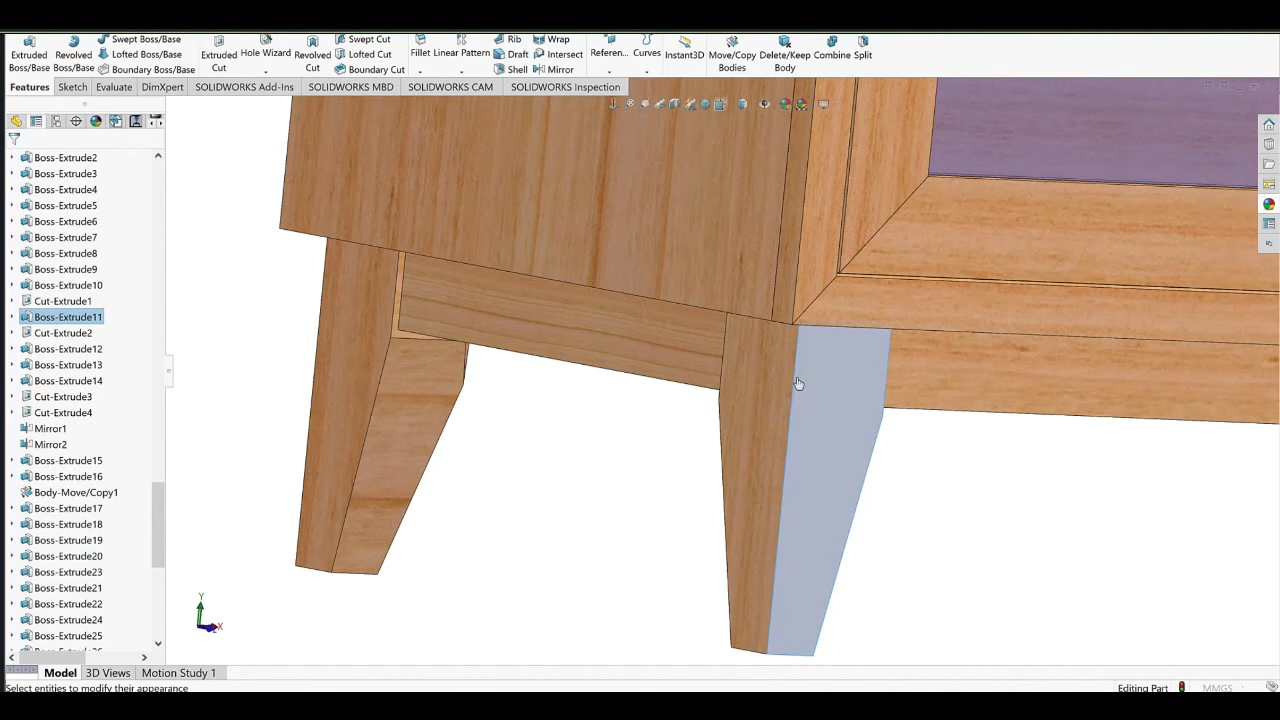 Extruded Boss/Base
Revolved Boss/Base
Swept Boss/Base
Lofted Boss/Base
Boundary Boss/Base
Extruded Cut
Hole Wizard
Revolved Cut
Swept Cut
Lofted Cut
Boundary Cut
Fillet
Linear Pattern
Rib
Draft
Shell
Wrap
Intersect
Mirror
Referen...
Curves
Instant3D
Move/Copy Bodies
Delete/Keep Body
Combine
Split
Features Sketch Evaluate DimXpert SOLIDWORKS Add-Ins SOLIDWORKS MBD SOLIDWORKS CAM SOLIDWORKS Inspection
Boss-Extrude2
Boss-Extrude3
Boss-Extrude4
Boss-Extrude5
Boss-Extrude6
Boss-Extrude7
Boss-Extrude8
Boss-Extrude9
Boss-Extrude10
Cut-Extrude1
Boss-Extrude11
Cut-Extrude2
Boss-Extrude12
Boss-Extrude13
Boss-Extrude14
Cut-Extrude3
Cut-Extrude4
Mirror1
Mirror2
Boss-Extrude15
Boss-Extrude16
Body-Move/Copy1
Boss-Extrude17
Boss-Extrude18
Boss-Extrude19
Boss-Extrude20
Boss-Extrude23
Boss-Extrude21
Boss-Extrude22
Boss-Extrude24
Boss-Extrude25
Y
X
Model 3D Views Motion Study 1
Select entities to modify their appearance
Editing Part
MMGS